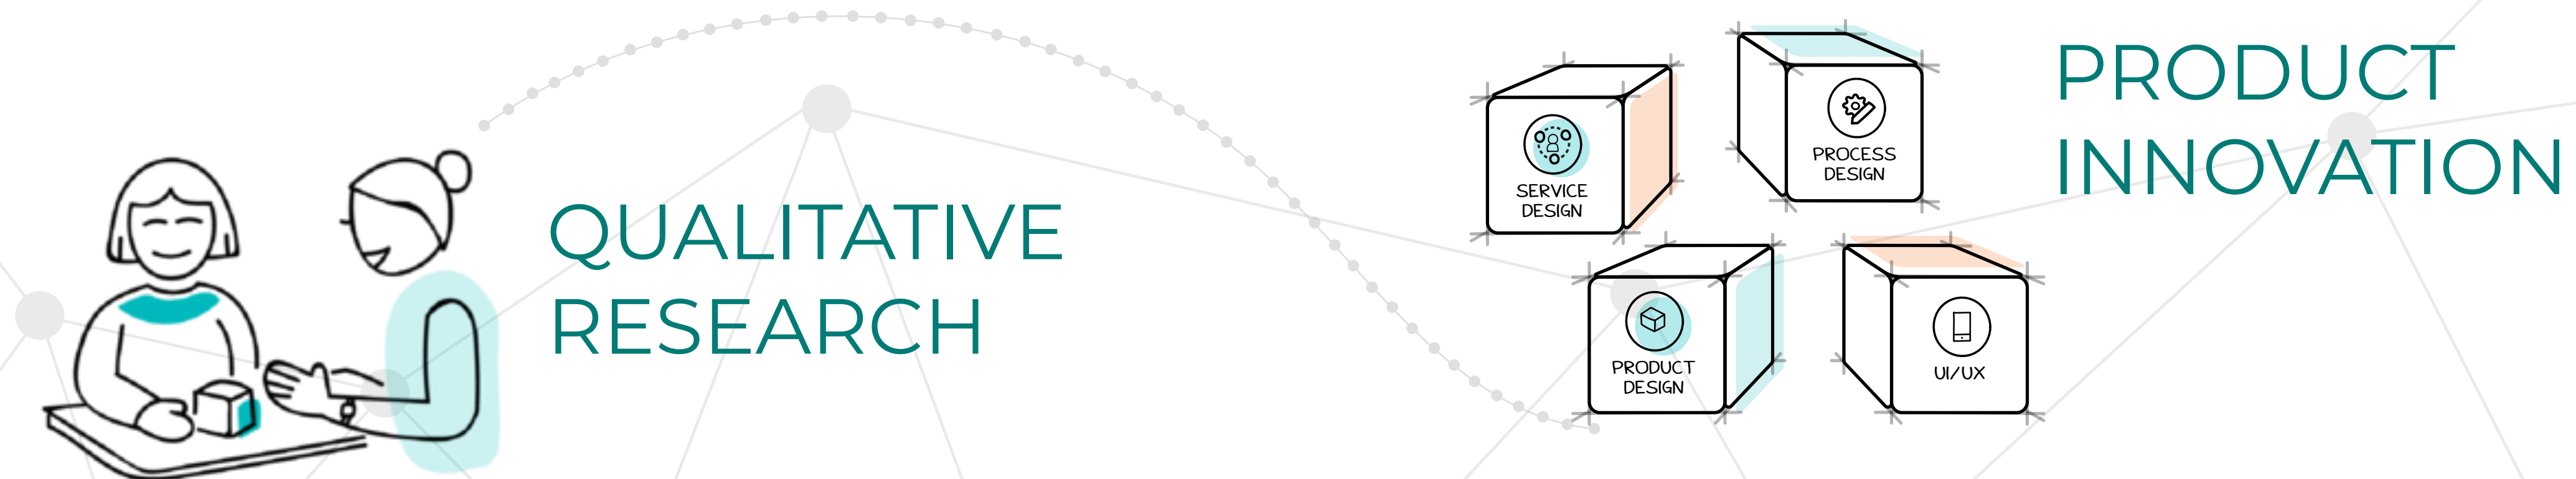 QUALITATIVE
RESEARCH
SERVICE
DESIGN
PROCESS
DESIGN
PRODUCT
DESIGN
UI/UX
PRODUCT
INNOVATION